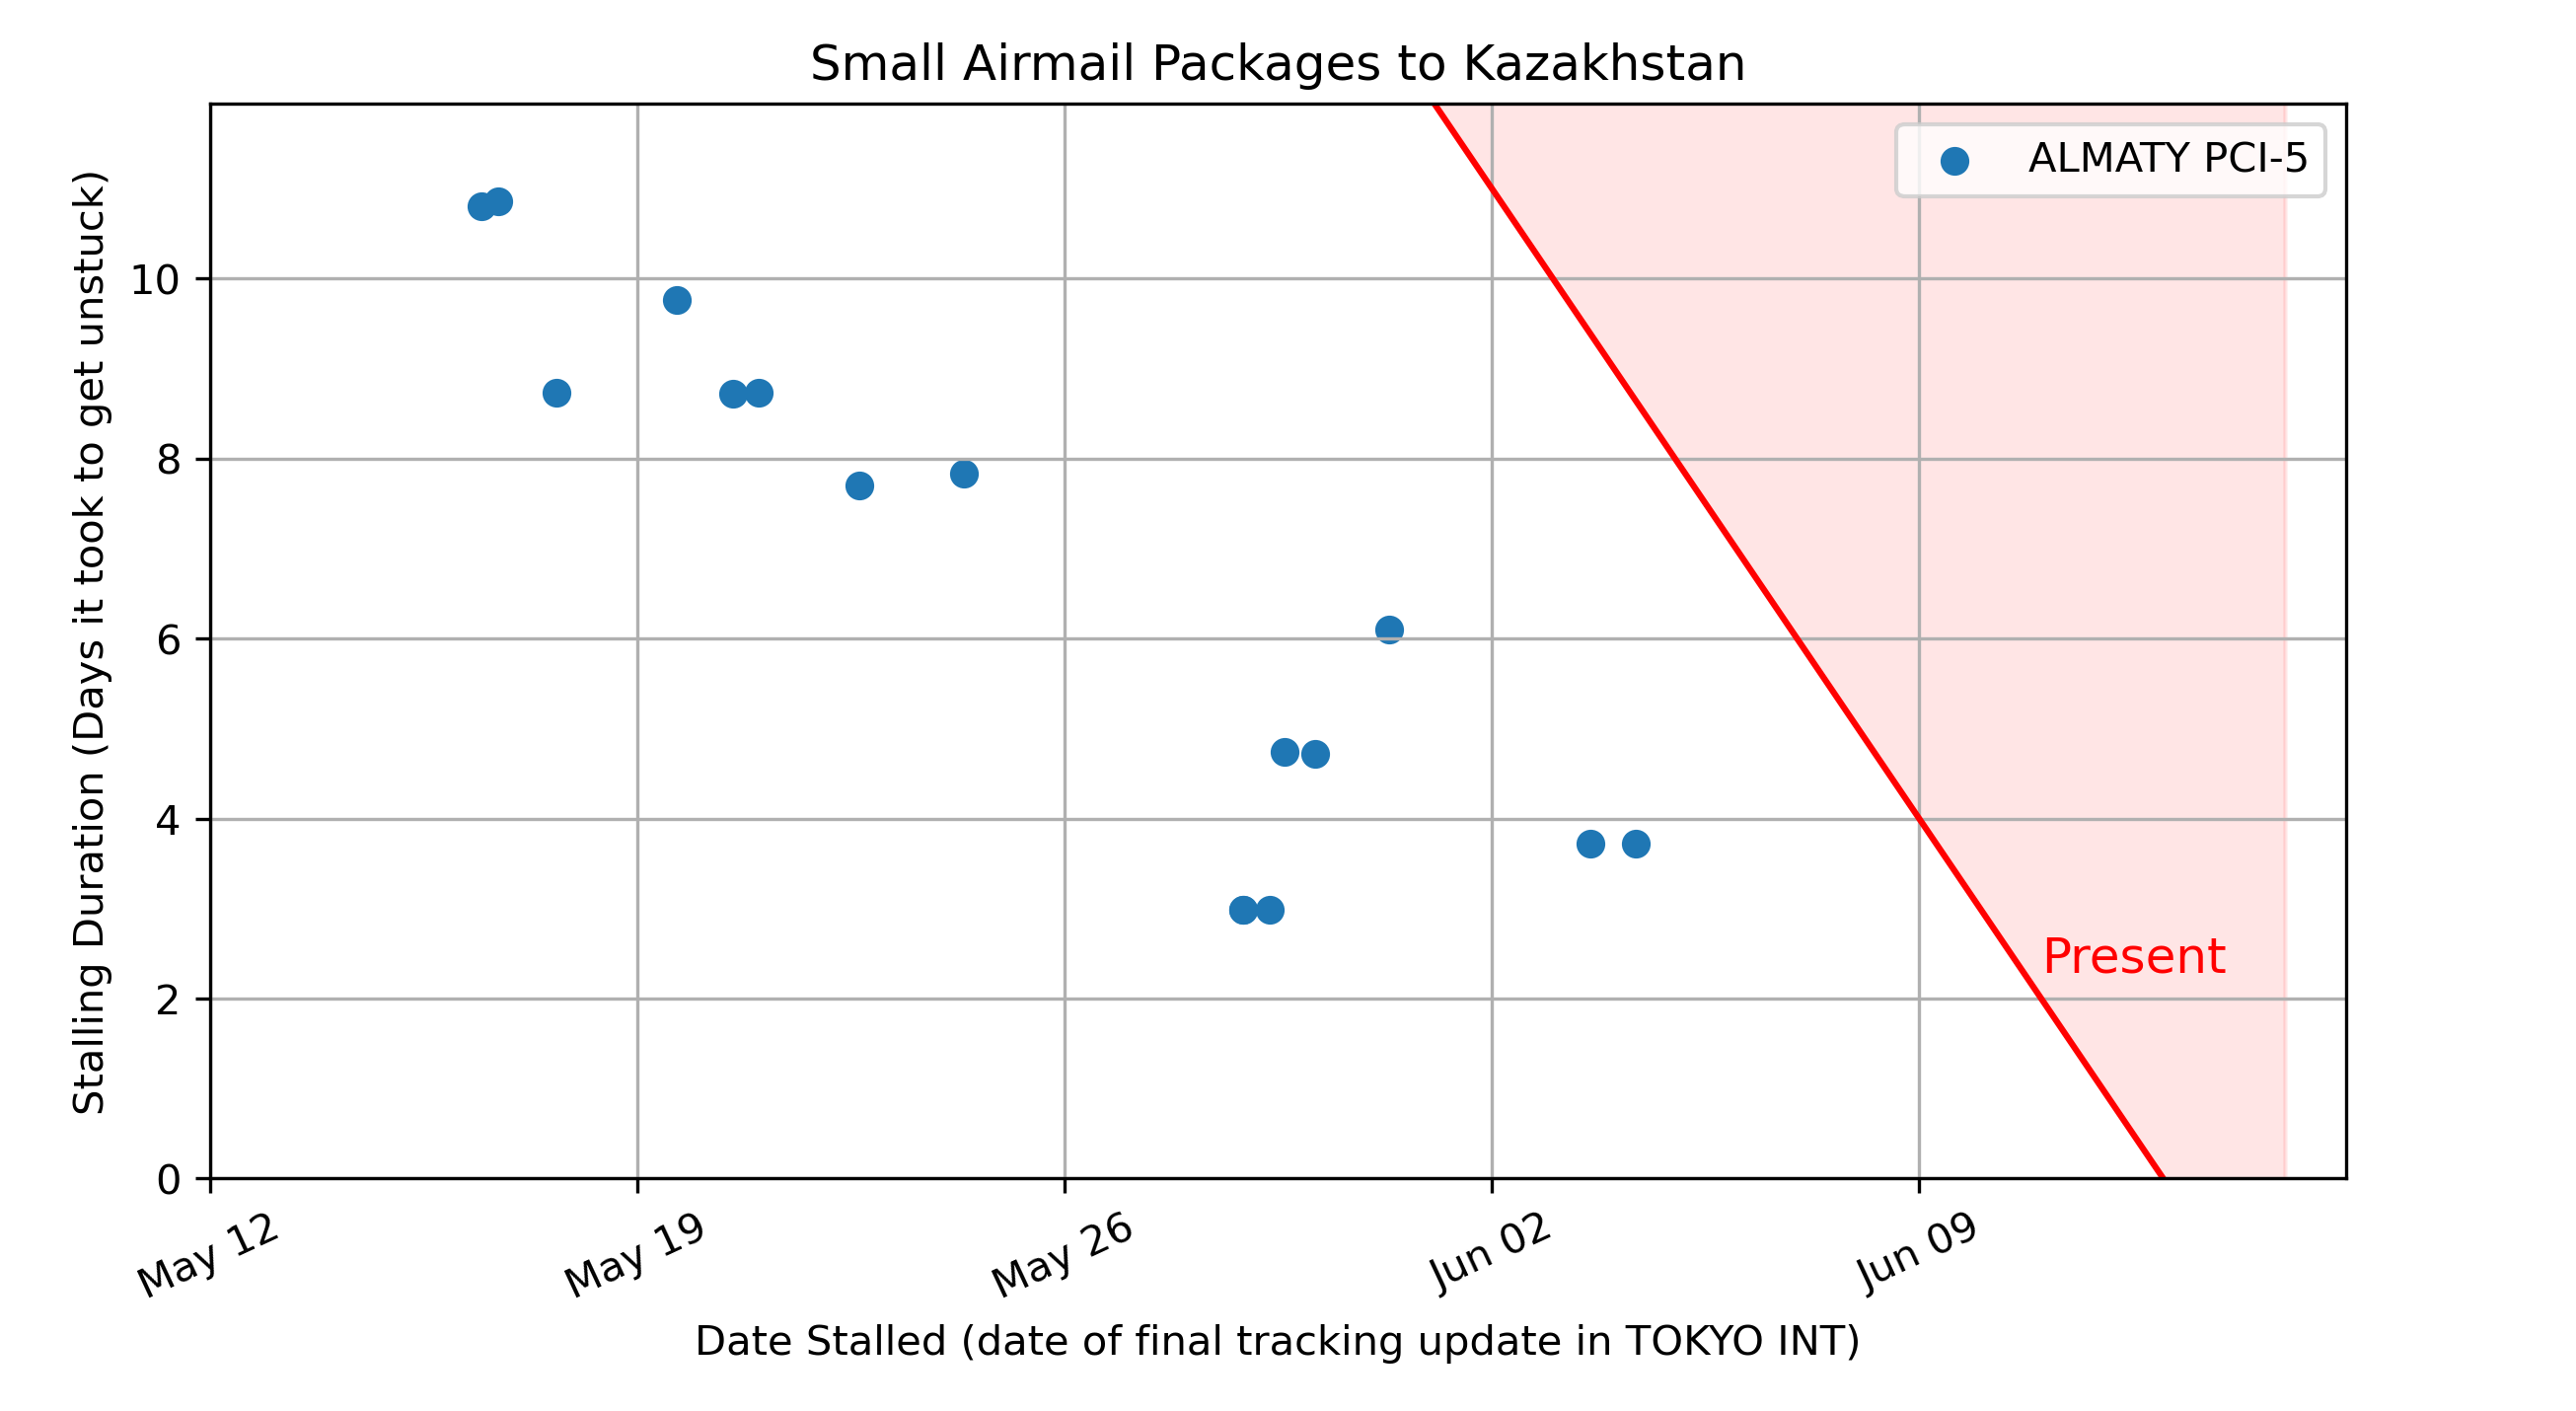 Small Airmail Packages to Kazakhstan
ALMATY PCI-5
Stalling Duration (Days it took to get unstuck)
10
8
6
4
2
0
Present
May 12
May 19
May 26
Jun 02
Jun 09
Date Stalled (date of final tracking update in TOKYO INT)